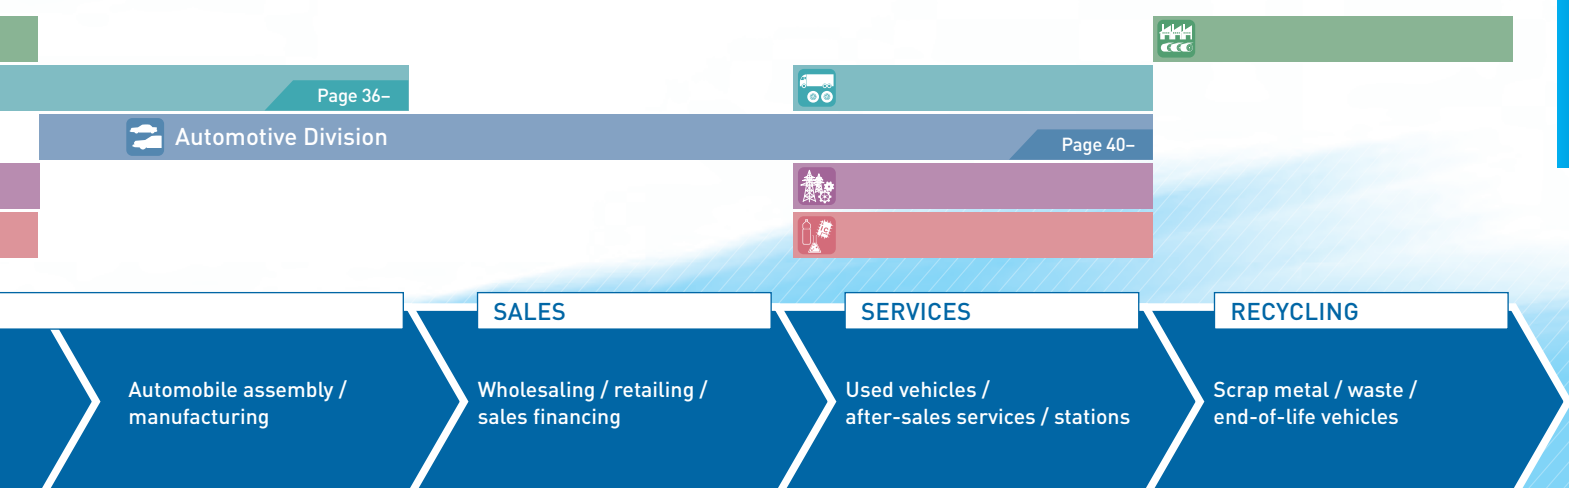 Page 36–
Automotive Division
Page 40–
SALES
SERVICES
RECYCLING
Automobile assembly /
manufacturing
Wholesaling / retailing /
sales financing
Used vehicles /
after-sales services / stations
Scrap metal / waste /
end-of-life vehicles